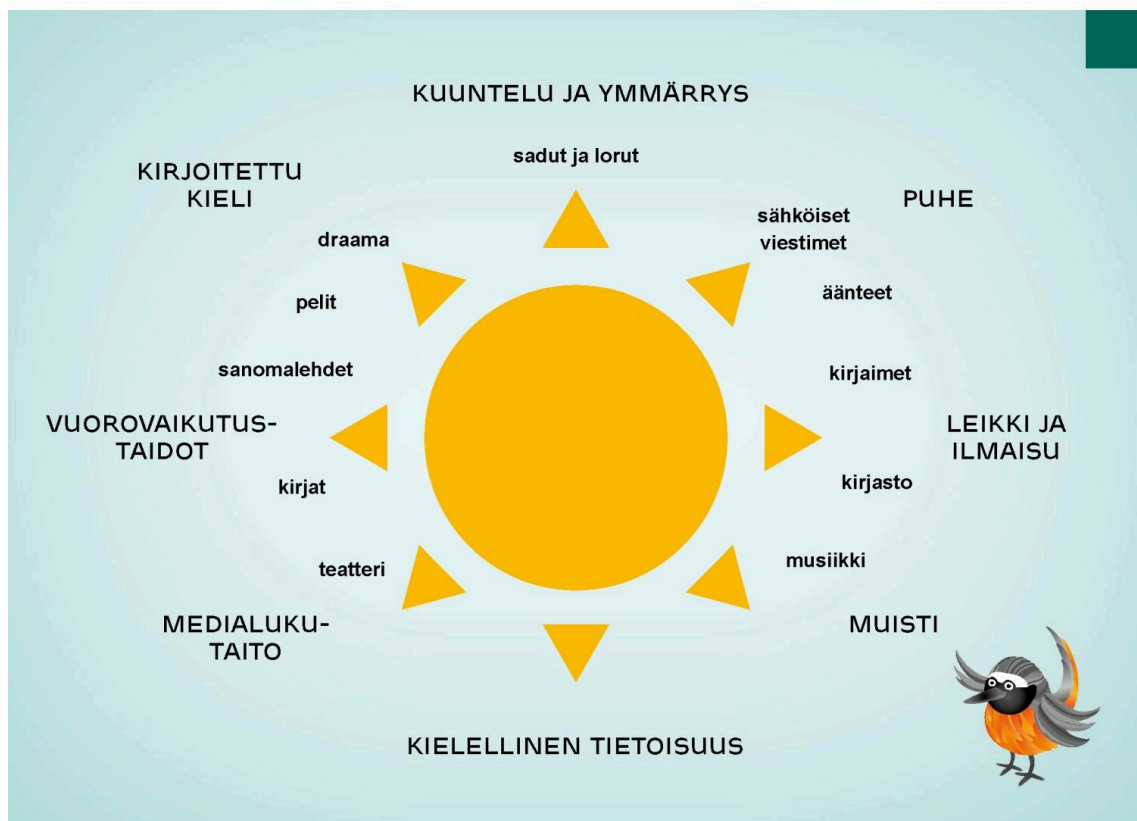 KUUNTELU JA YMMÄRRYS
sadut ja lorut
KIRJOITETTU
KIELI
PUHE
sähköiset
viestimet
draama
äänteet
pelit
sanomalehdet
kirjaimet
VUOROVAIKUTUS-
TAIDOT
LEIKKI JA
ILMAISU
kirjat
kirjasto
teatteri
musiikki
MEDIALUKU-
TAITO
MUISTI
KIELELLINEN TIETOISUUS